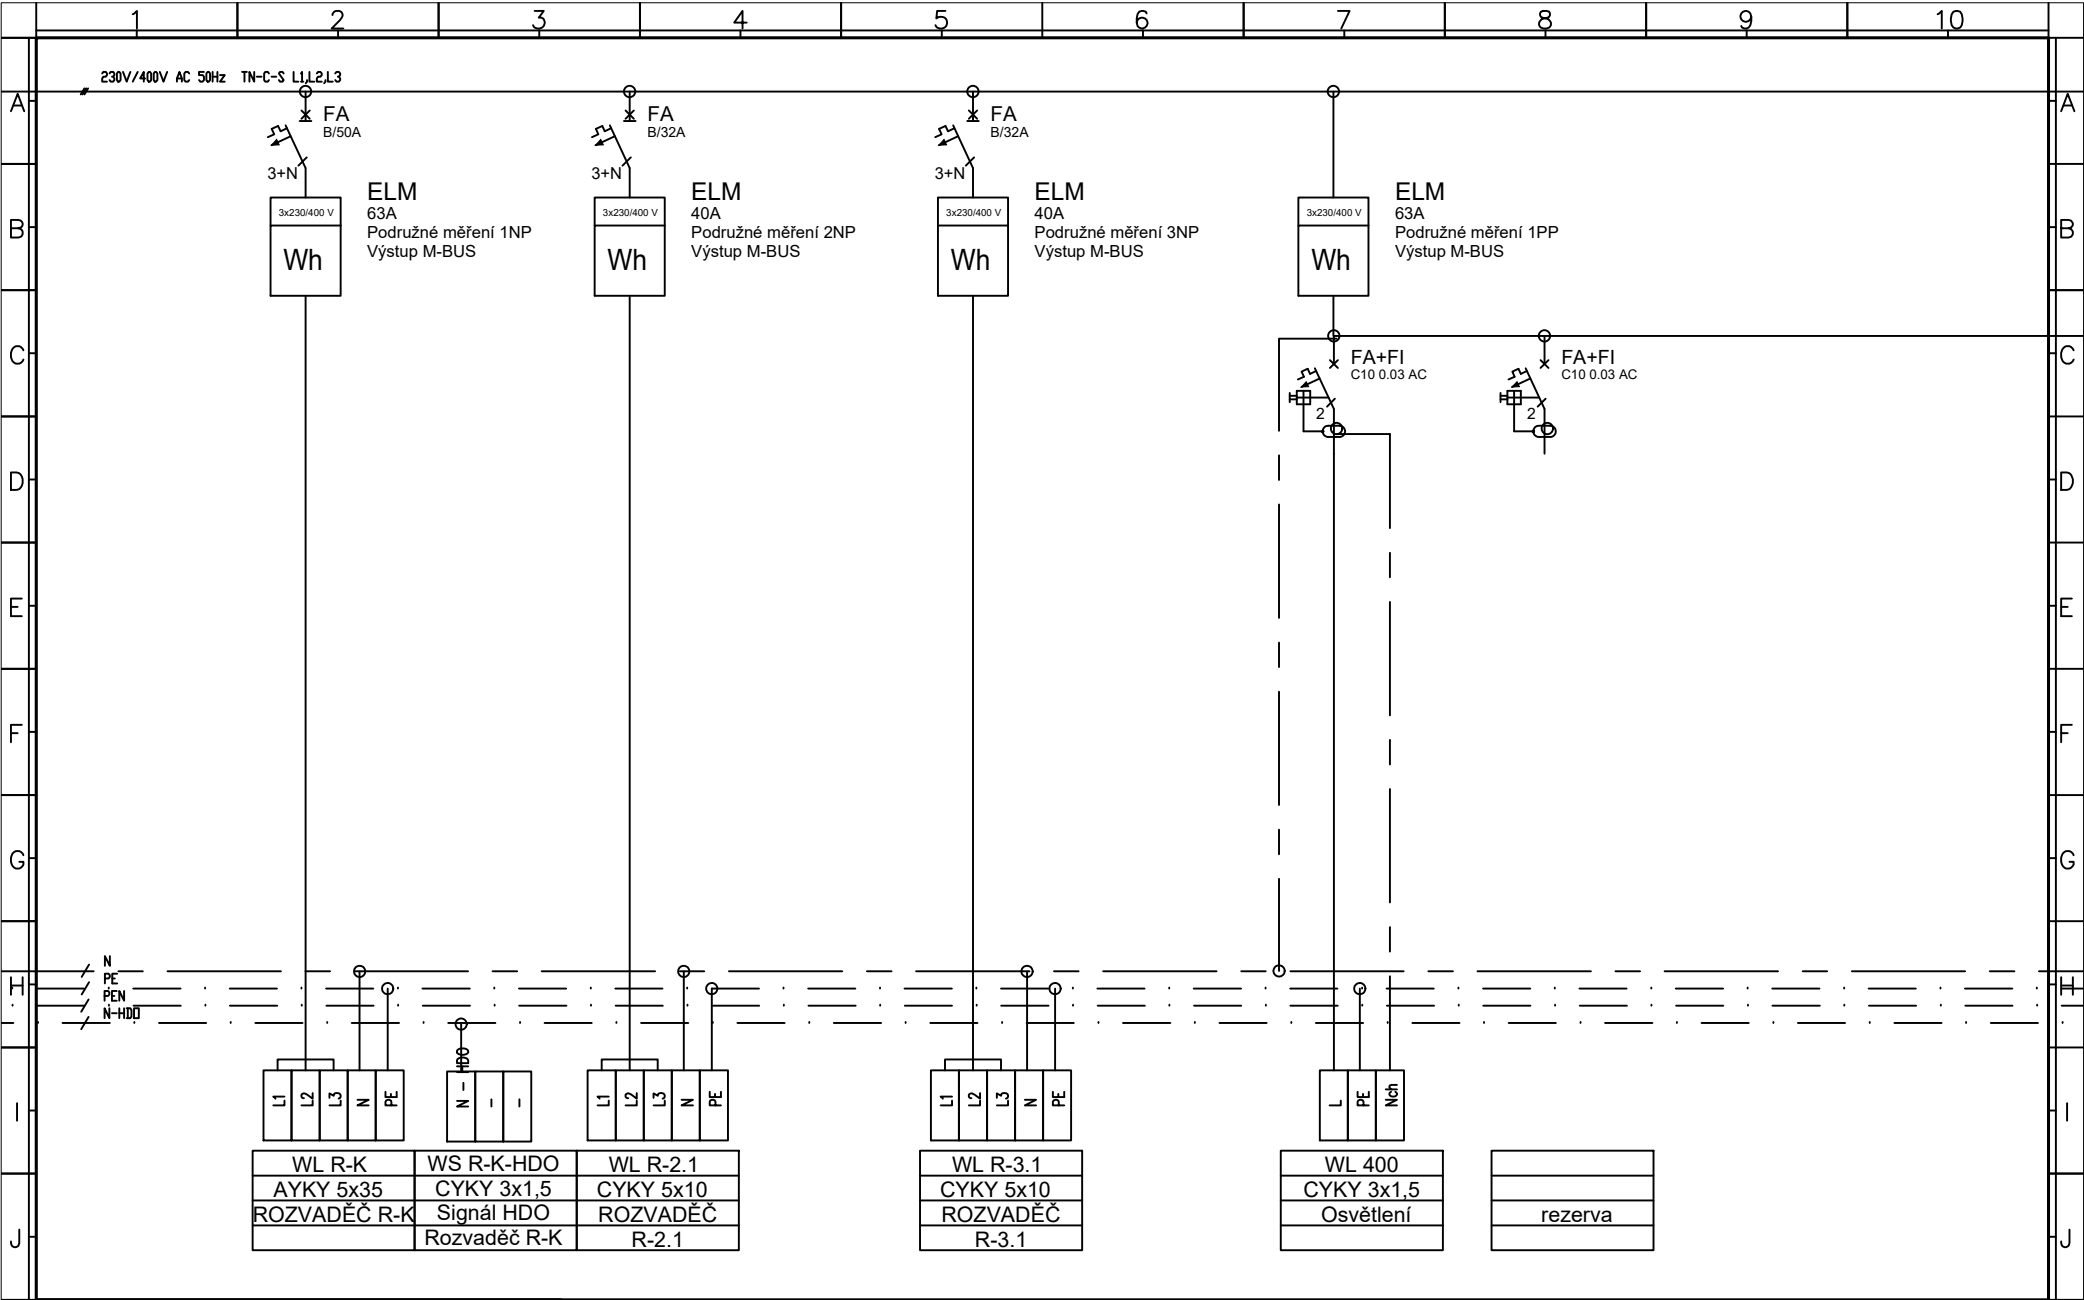 1 2 3 4 5 6 7 8 9 10
230V/400V AC 50Hz TN-C-S L1,L2,L3
A A
FA
B/50A
3+N
FA
B/32A
3+N
FA
B/32A
3+N
B B
3x230/400 V
Wh
ELM
63A
Podružné měření 1NP
Výstup M-BUS
3x230/400 V
Wh
ELM
40A
Podružné měření 2NP
Výstup M-BUS
3x230/400 V
Wh
ELM
40A
Podružné měření 3NP
Výstup M-BUS
3x230/400 V
Wh
ELM
63A
Podružné měření 1PP
Výstup M-BUS
C C
FA+FI
C10 0.03 AC
2
FA+FI
C10 0.03 AC
2
D D
E E
F F
G G
H H
N
PE
PEN
N-HDO
I I
L1 L2 L3 N PE
N - HDO - -
L1 L2 L3 N PE
L1 L2 L3 N PE
L PE Nch
J J
WL R-K
AYKY 5x35
ROZVADĚČ R-K
WS R-K-HDO
CYKY 3x1,5
Signál HDO
Rozvaděč R-K
WL R-2.1
CYKY 5x10
ROZVADĚČ
R-2.1
WL R-3.1
CYKY 5x10
ROZVADĚČ
R-3.1
WL 400
CYKY 3x1,5
Osvětlení
rezerva